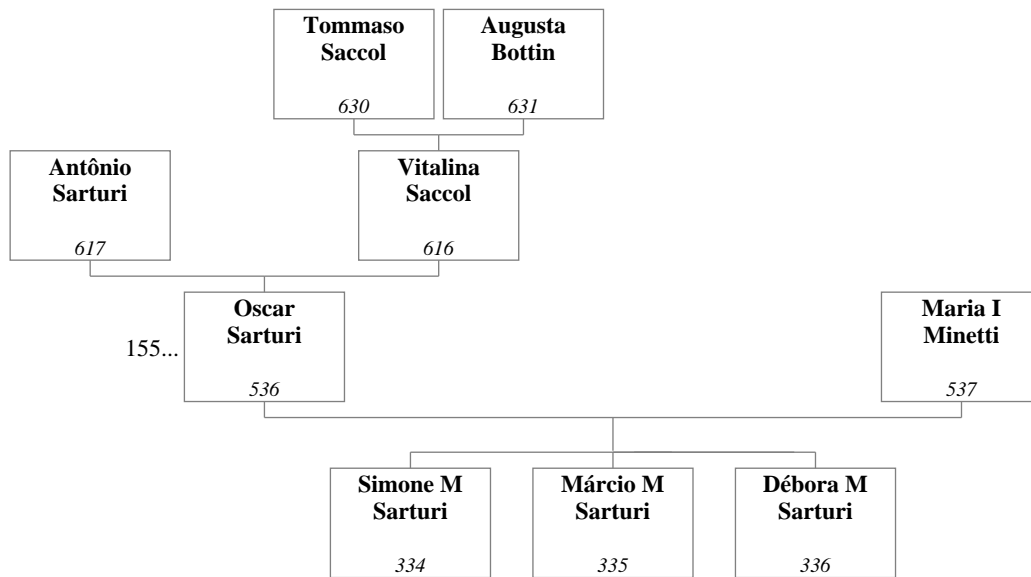 Tommaso
Saccol
630
Augusta
Bottin
631
Antônio
Sarturi
617
Vitalina
Saccol
616
155...
Oscar
Sarturi
536
Maria I
Minetti
537
Simone M
Sarturi
334
Márcio M
Sarturi
335
Débora M
Sarturi
336